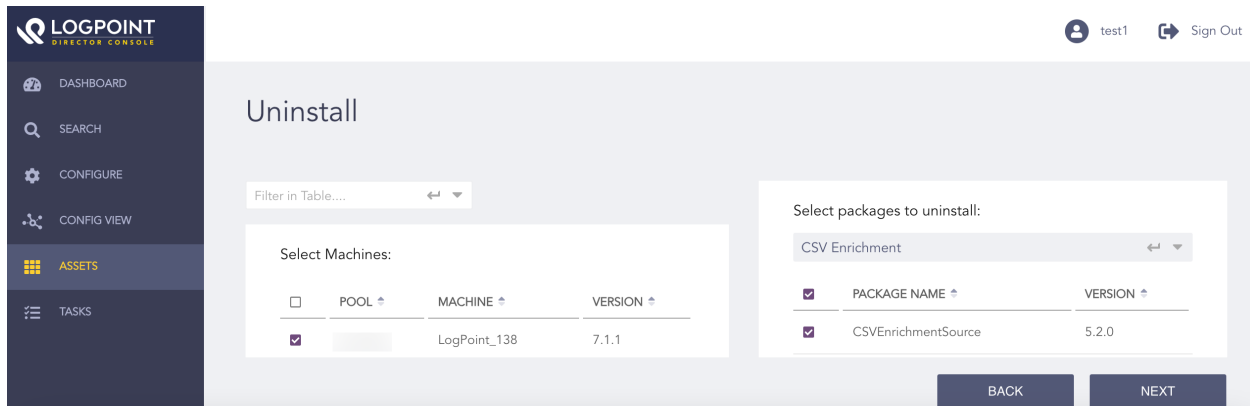 LOGPOINT
DIRECTOR CONSOLE
test1
Sign Out
DASHBOARD
SEARCH
CONFIGURE
CONFIG VIEW
ASSETS
TASKS
Uninstall
Filter in Table....
Select Machines:
POOL MACHINE VERSION
LogPoint_138 7.1.1
Select packages to uninstall:
CSV Enrichment
PACKAGE NAME VERSION
CSVEnrichmentSource 5.2.0
BACK NEXT